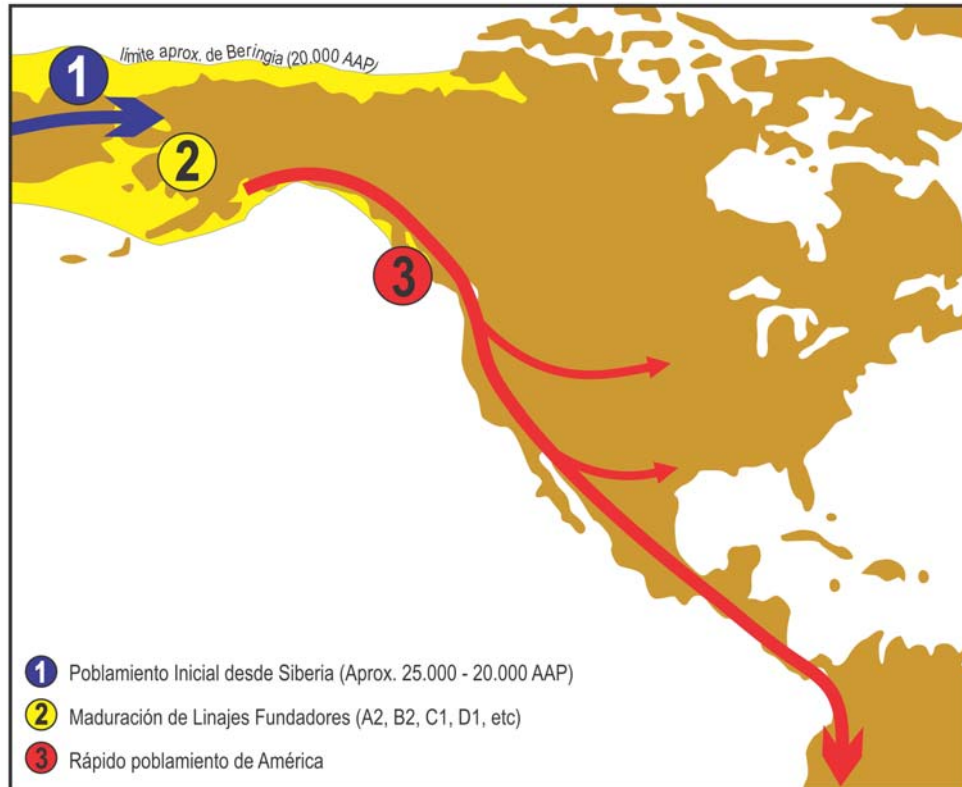 límite aprox. de Beringia (20.000 AAP)
1
2
3
1 Poblamiento Inicial desde Siberia (Aprox. 25.000 - 20.000 AAP)
2 Maduración de Linajes Fundadores (A2, B2, C1, D1, etc)
3 Rápido poblamiento de América